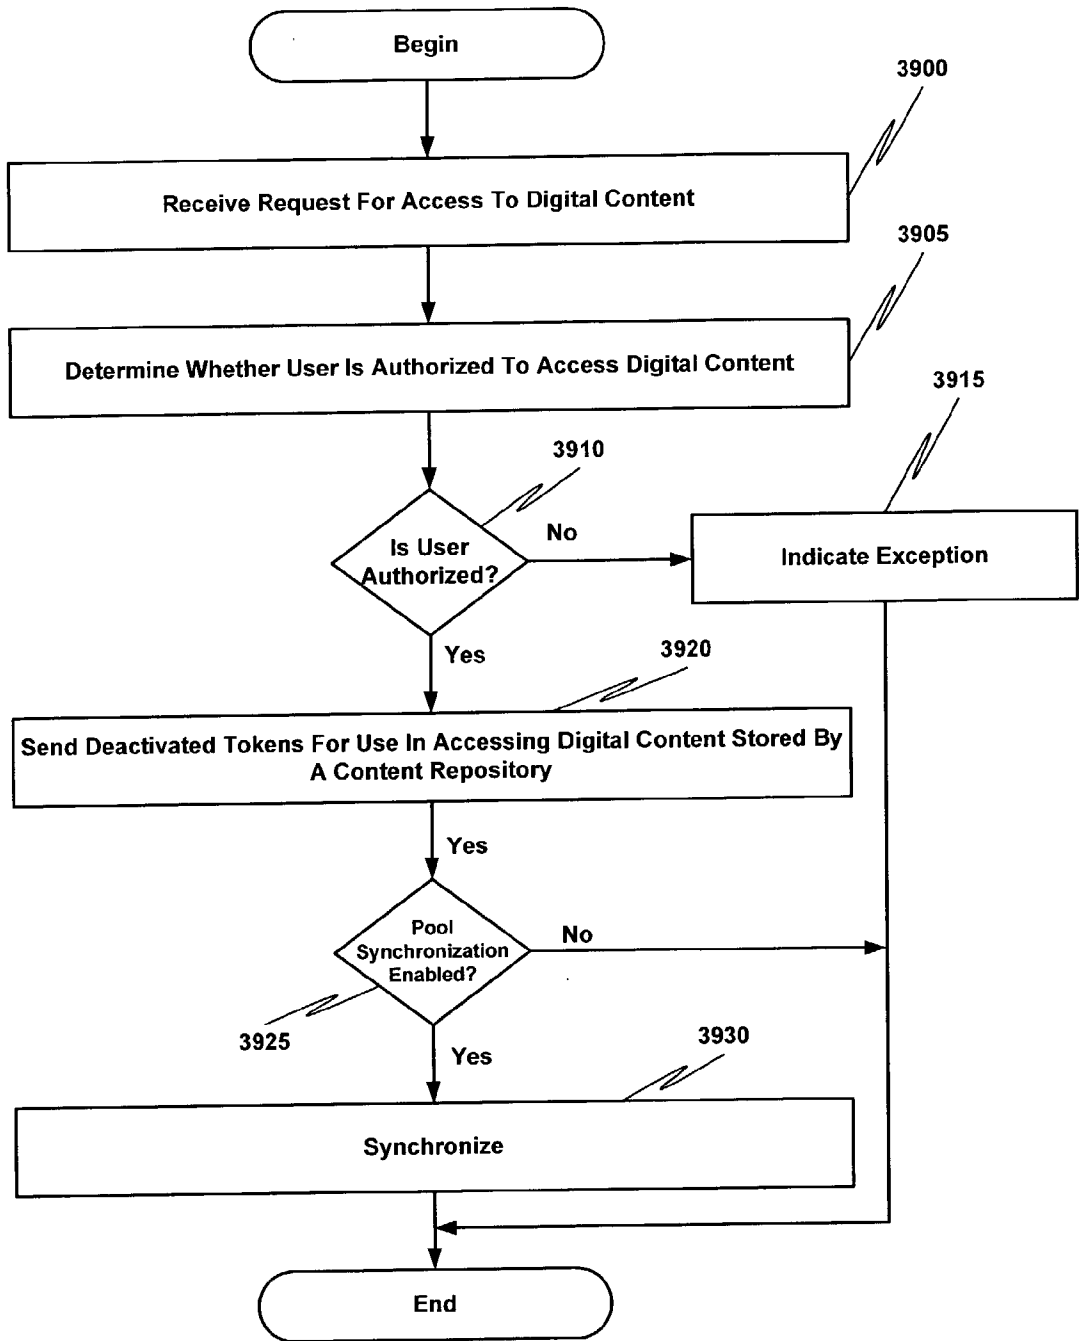 Begin
3900
Receive Request For Access To Digital Content
3905
Determine Whether User Is Authorized To Access Digital Content
3915
3910
Is User
Authorized?
No
Indicate Exception
Yes
3920
Send Deactivated Tokens For Use In Accessing Digital Content Stored By
A Content Repository
Yes
Pool
Synchronization
Enabled?
No
3925
Yes
3930
Synchronize
End